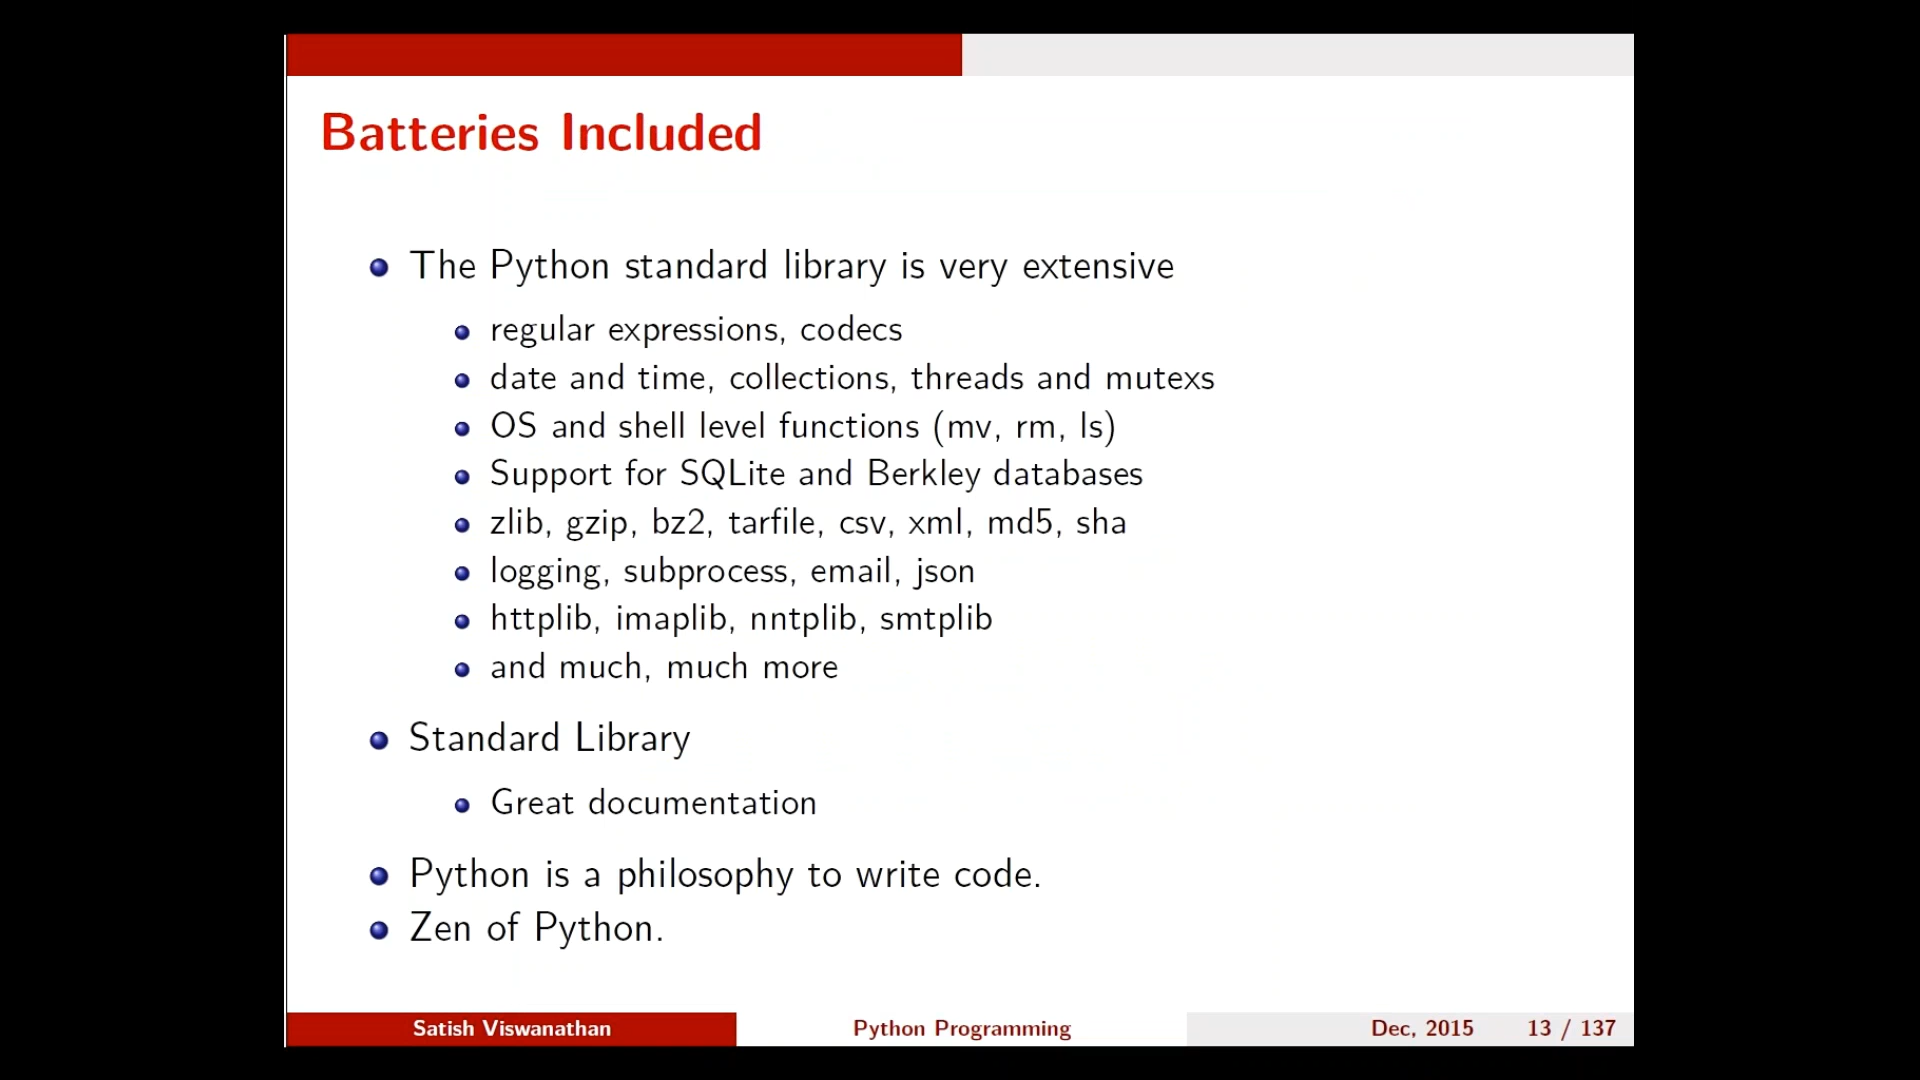 Batteries Included
The Python standard library is very extensive
regular expressions, codecs
date and time, collections, threads and mutexs
OS and shell level functions (mv, rm, ls)
Support for SQLite and Berkley databases
zlib, gzip, bz2, tarfile, csv, xml, md5, sha
logging, subprocess, email, json
httplib, imaplib, nntplib, smtplib
and much, much more
Standard Library
Great documentation
Python is a philosophy to write code.
Zen of Python.
Satish Viswanathan Python Programming Dec, 2015 13 / 137